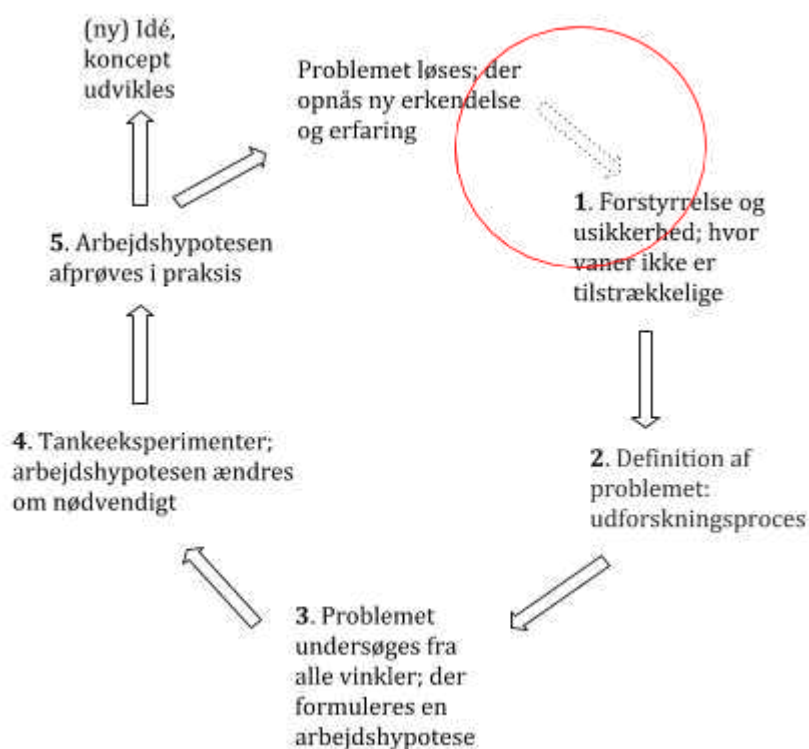 (ny) Idé,
koncept
udvikles
Problemet løses; der
opnås ny erkendelse
og erfaring
1. Forstyrrelse og
usikkerhed; hvor
vaner ikke er
tilstrækkelige
2. Definition af
problemet:
udforskningsproces
3. Problemet
undersøges fra
alle vinkler; der
formuleres en
arbejdshypotese
4. Tankeeksperimenter;
arbejdshypotesen ændres
om nødvendigt
5. Arbejdshypotesen
afprøves i praksis